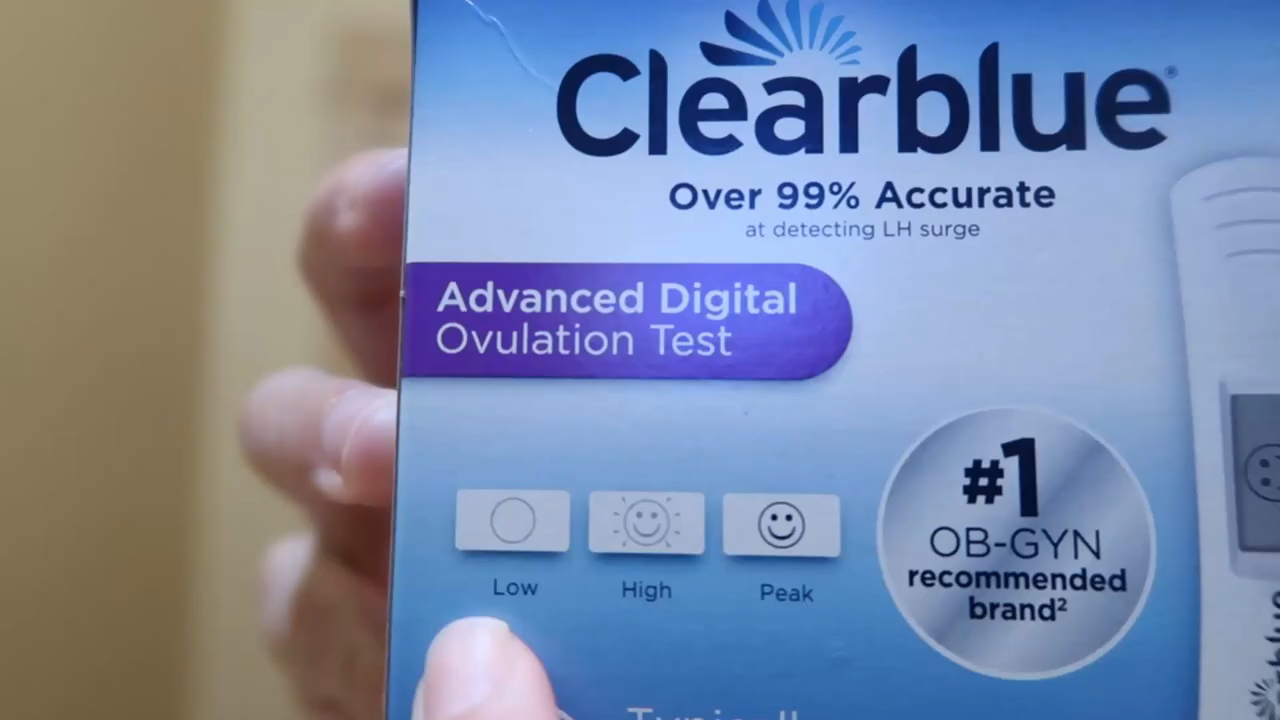 Clearblue®
Over 99% Accurate
at detecting LH surge
Advanced Digital
Ovulation Test
Low
High
Peak
#1
OB-GYN
recommended
brand²